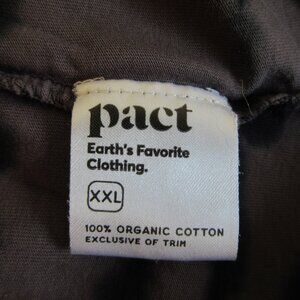 pact
Earth's Favorite
Clothing.
XXL
100% ORGANIC COTTON
EXCLUSIVE OF TRIM